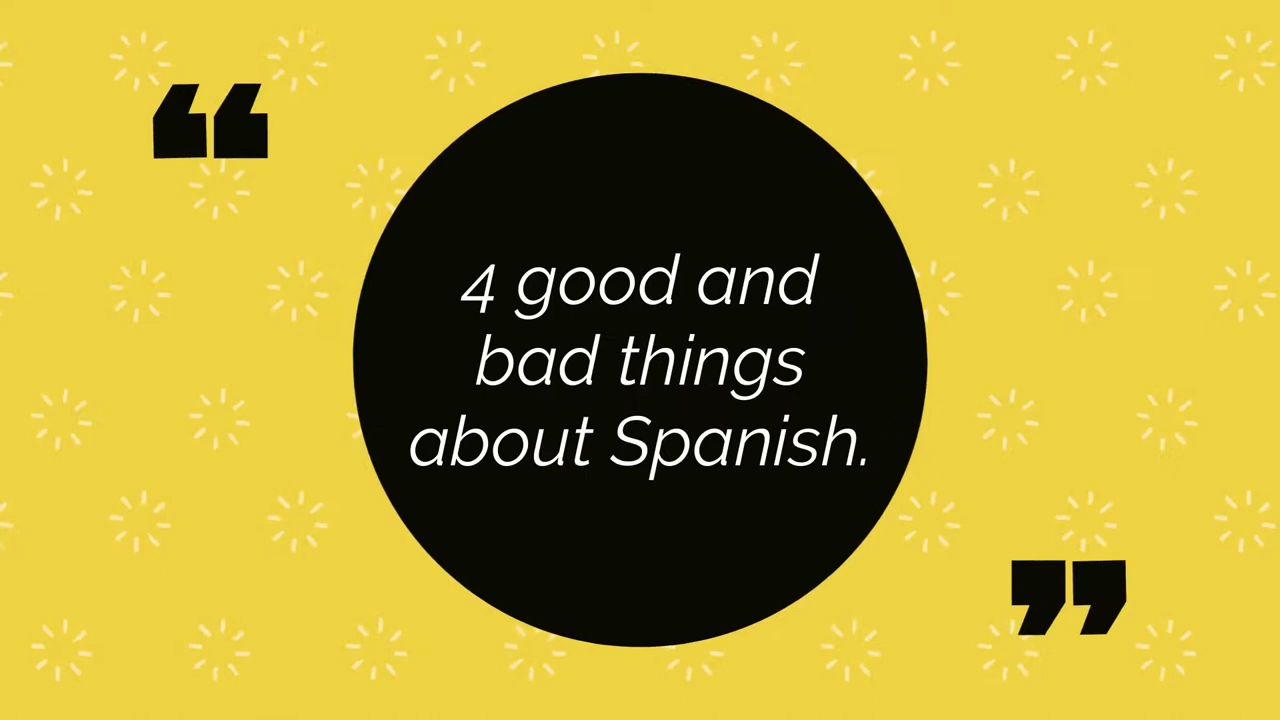 “
4 good and
bad things
about Spanish.
”